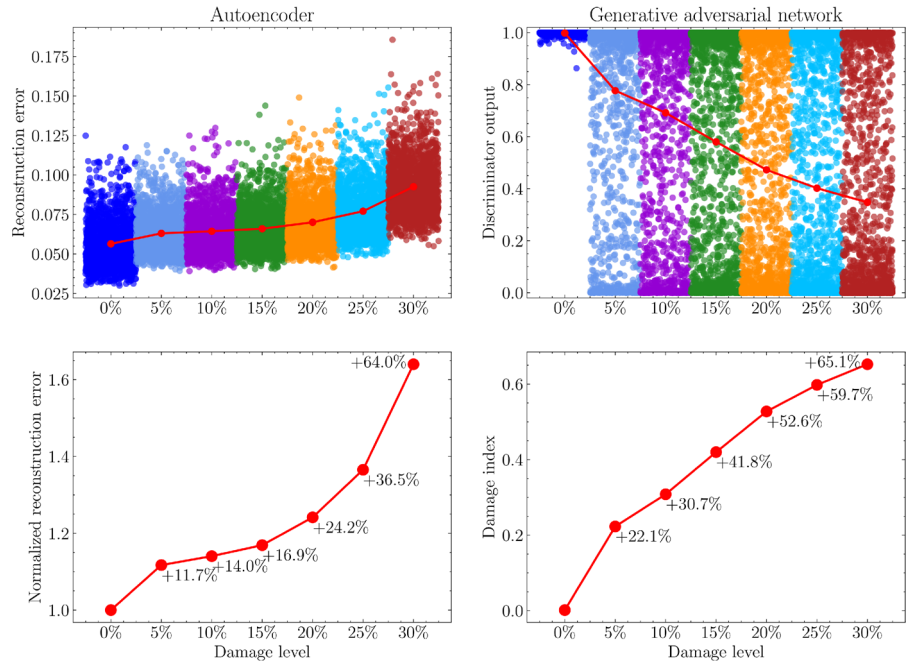 Autoencoder
Reconstruction error
0.175
0.150
0.125
0.100
0.075
0.050
0.025
0% 5% 10% 15% 20% 25% 30%
Generative adversarial network
Discriminator output
1.0
0.8
0.6
0.4
0.2
0.0
0% 5% 10% 15% 20% 25% 30%
Normalized reconstruction error
1.6
1.4
1.2
1.0
+64.0%
+36.5%
+24.2%
+16.9%
+14.0%
+11.7%
0% 5% 10% 15% 20% 25% 30%
Damage level
Damage index
0.6
0.4
0.2
0.0
+65.1%
+59.7%
+52.6%
+41.8%
+30.7%
+22.1%
0% 5% 10% 15% 20% 25% 30%
Damage level